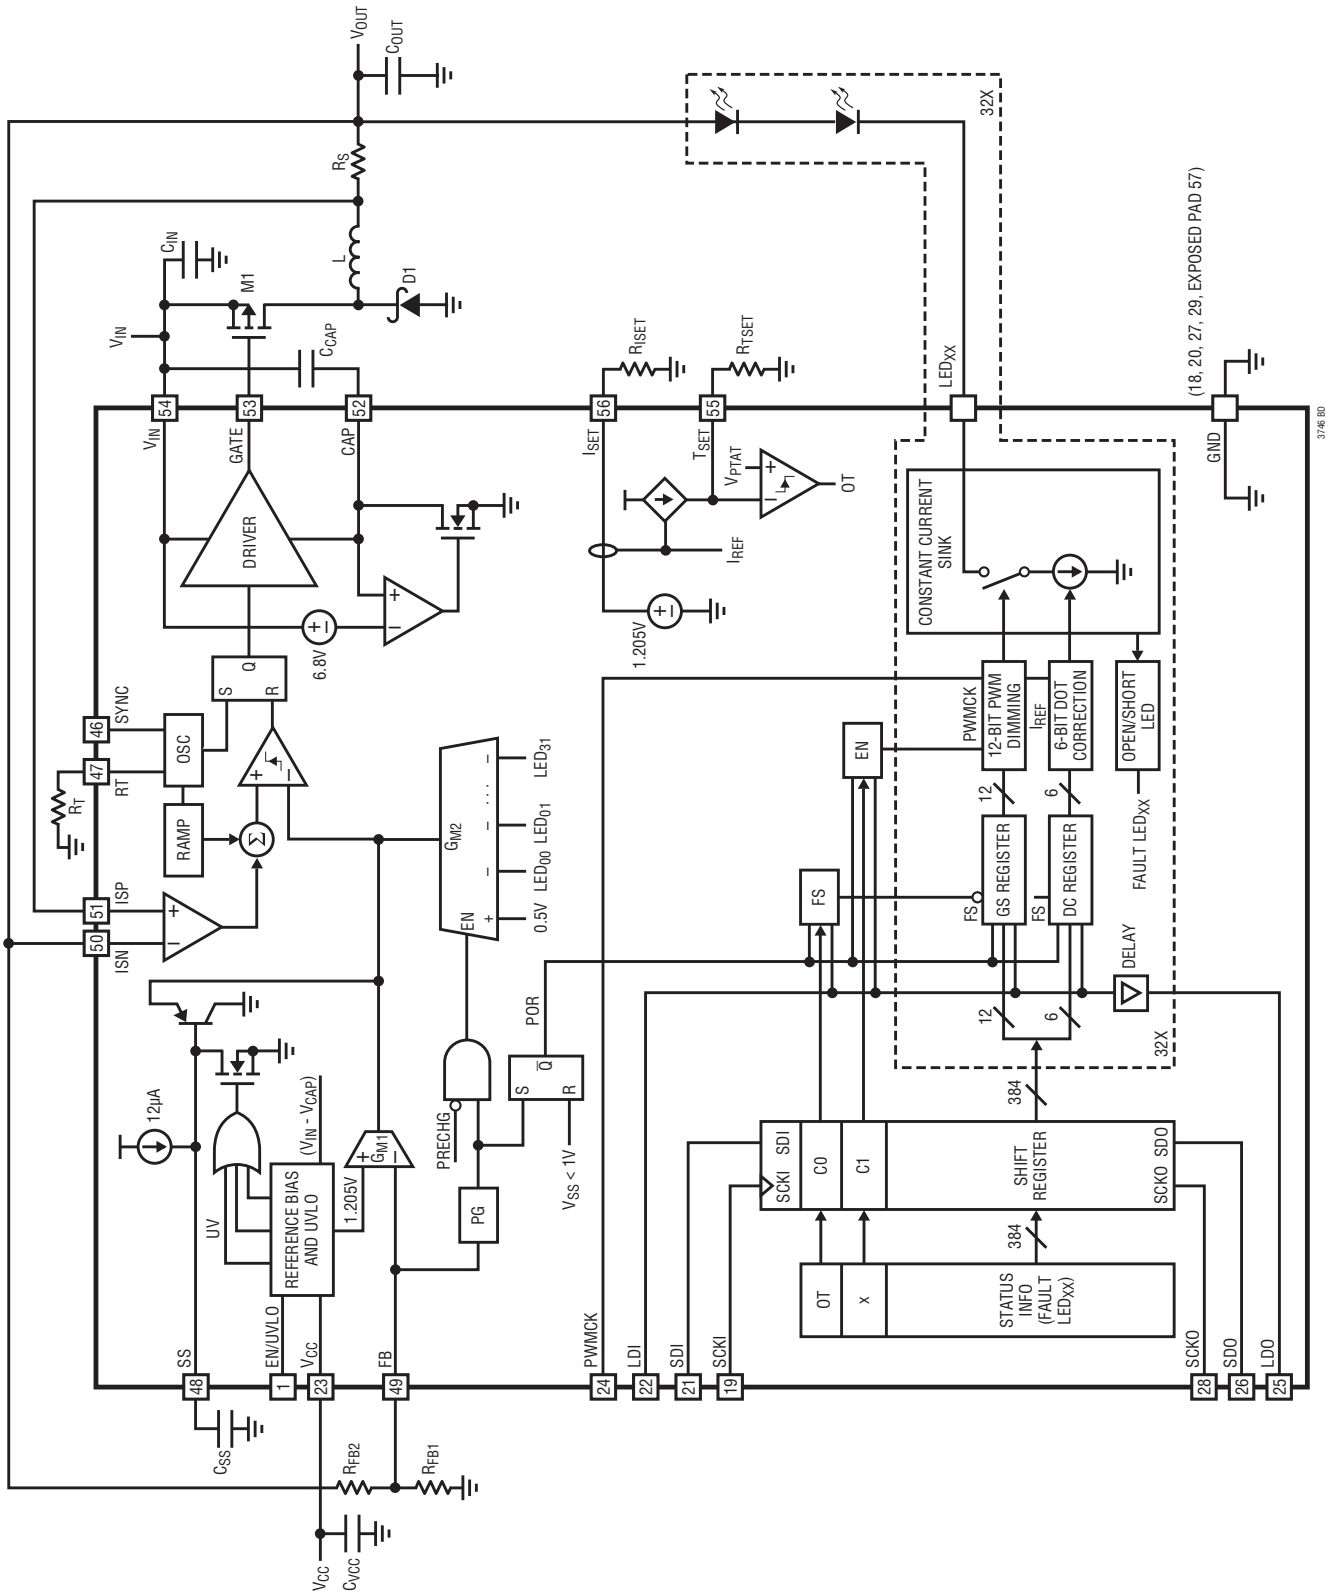 VOUT
COUT
RS
CIN
VIN
M1
L
D1
CCAP
RISET
RTSET
LEDXX
32X
(18, 20, 27, 29, EXPOSED PAD 57)
3746 BD
54
53
52
56
55
VIN
GATE
CAP
ISET
TSET
GND
DRIVER
VPTAT
OT
IREF
1.205V
6.8V
CONSTANT CURRENT
SINK
46
SYNC
47
RT
RT
OSC
RAMP
S
Q
R
Σ
51
ISP
50
ISN
GM2
EN
+ – – ... –
0.5V
LED00
LED01
LED31
PWMCK
12-BIT PWM
DIMMING
IREF
6-BIT DOT
CORRECTION
OPEN/SHORT
LED
FAULT LEDXX
EN
FS
12
6
FS
GS REGISTER
FS
DC REGISTER
DELAY
12
6
32X
384
12µA
UV
REFERENCE BIAS
AND UVLO
(VIN - VCAP)
1.205V
GM1
PRECHG
POR
S
Q
R
VSS < 1V
PG
SCKI
SDI
C0
C1
SHIFT
REGISTER
SCKO
SDO
384
OT
x
STATUS
INFO
(FAULT
LEDXX)
SS
EN/UVLO
VCC
FB
PWMCK
LDI
SDI
SCKI
SCKO
SDO
LDO
48
1
23
49
24
22
21
19
28
26
25
CSS
RFB2
RFB1
VCC
CVCC